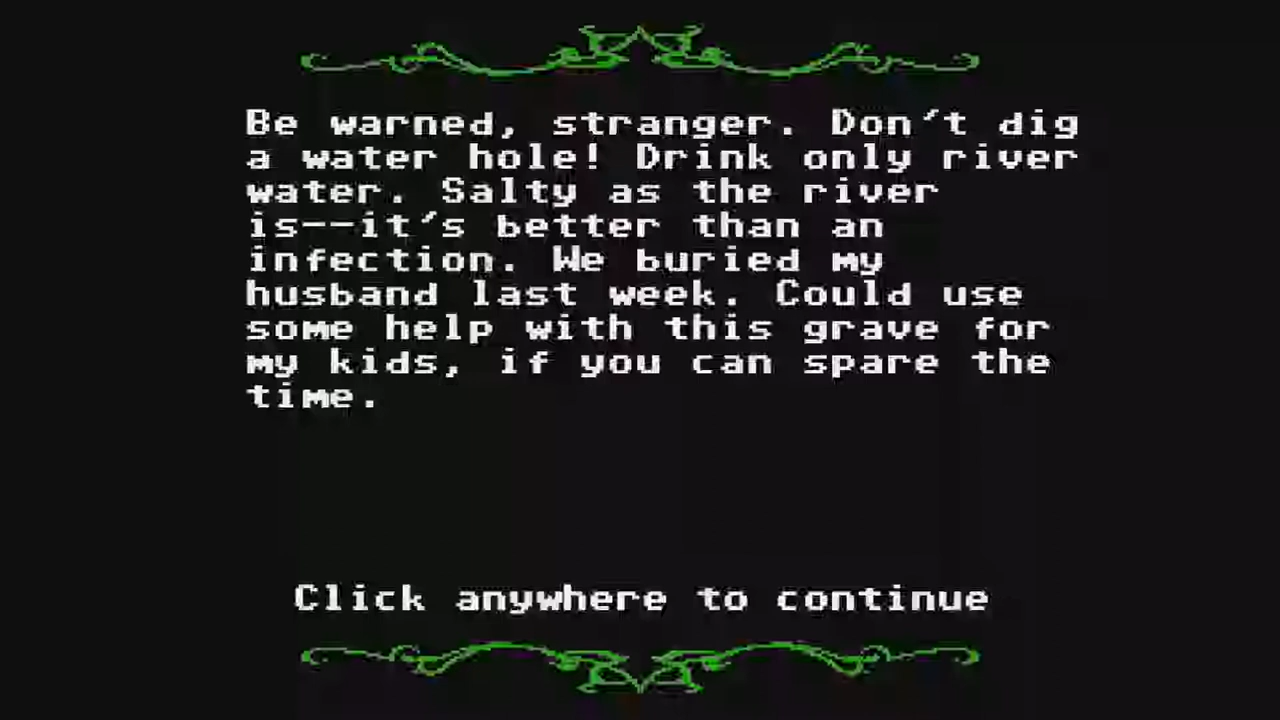 Be warned, stranger. Don't dig
a water hole! Drink only river
water. Salty as the river
is--it's better than an
infection. We buried my
husband last week. Could use
some help with this grave for
my kids, if you can spare the
time.
Click anywhere to continue